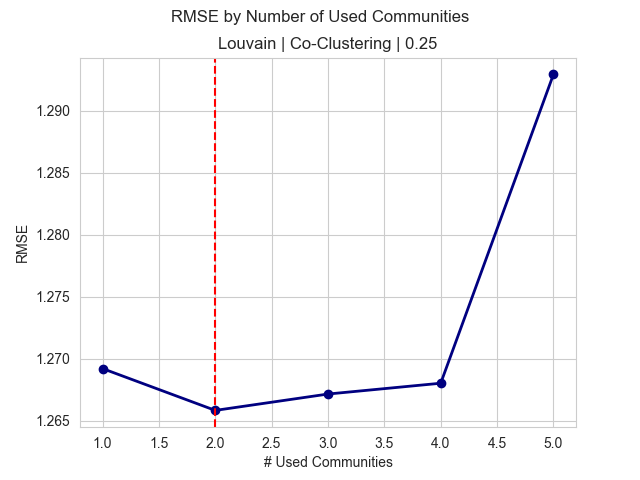 RMSE by Number of Used Communities
Louvain | Co-Clustering | 0.25
RMSE
1.290
1.285
1.280
1.275
1.270
1.265
1.0 1.5 2.0 2.5 3.0 3.5 4.0 4.5 5.0
# Used Communities